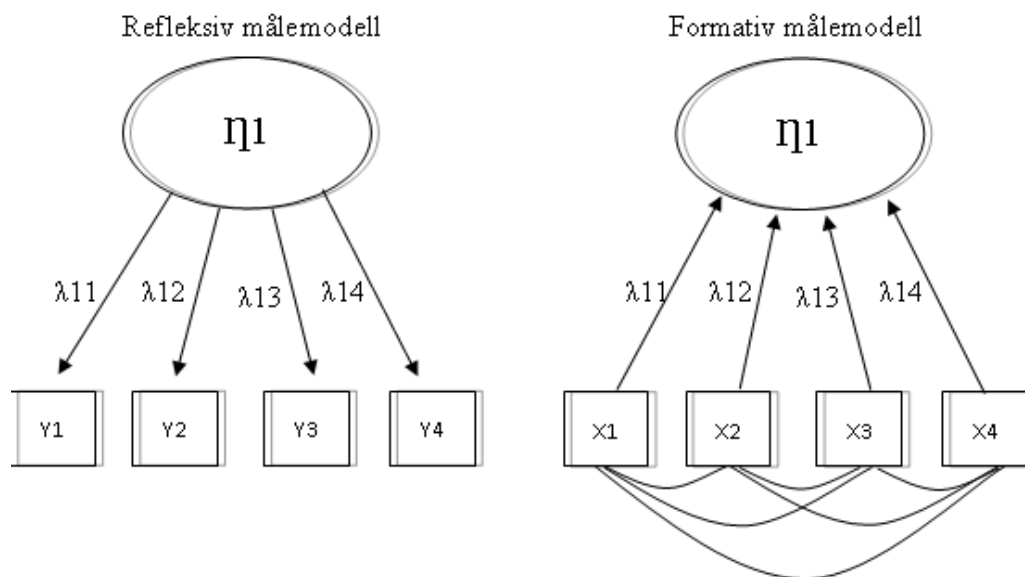 Refleksiv målemodell
η1
λ11 λ12 λ13 λ14
Y1 Y2 Y3 Y4
Formativ målemodell
η1
λ11 λ12 λ13 λ14
X1 X2 X3 X4